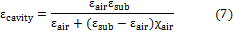 ε_cavity = ε_air ε_sub / (ε_air + (ε_sub − ε_air)χ_air)    (7)